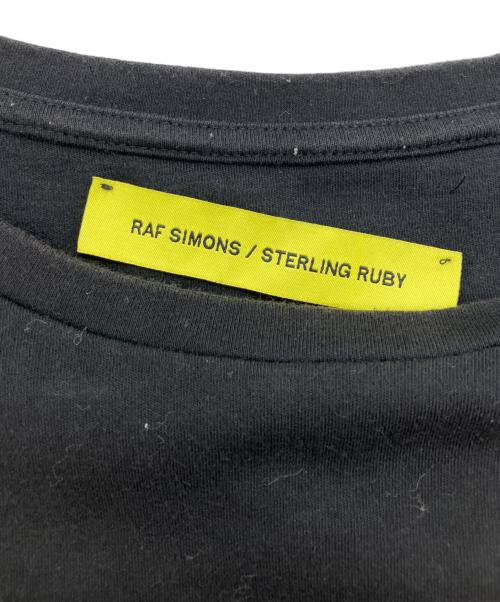 RAF SIMONS / STERLING RUBY